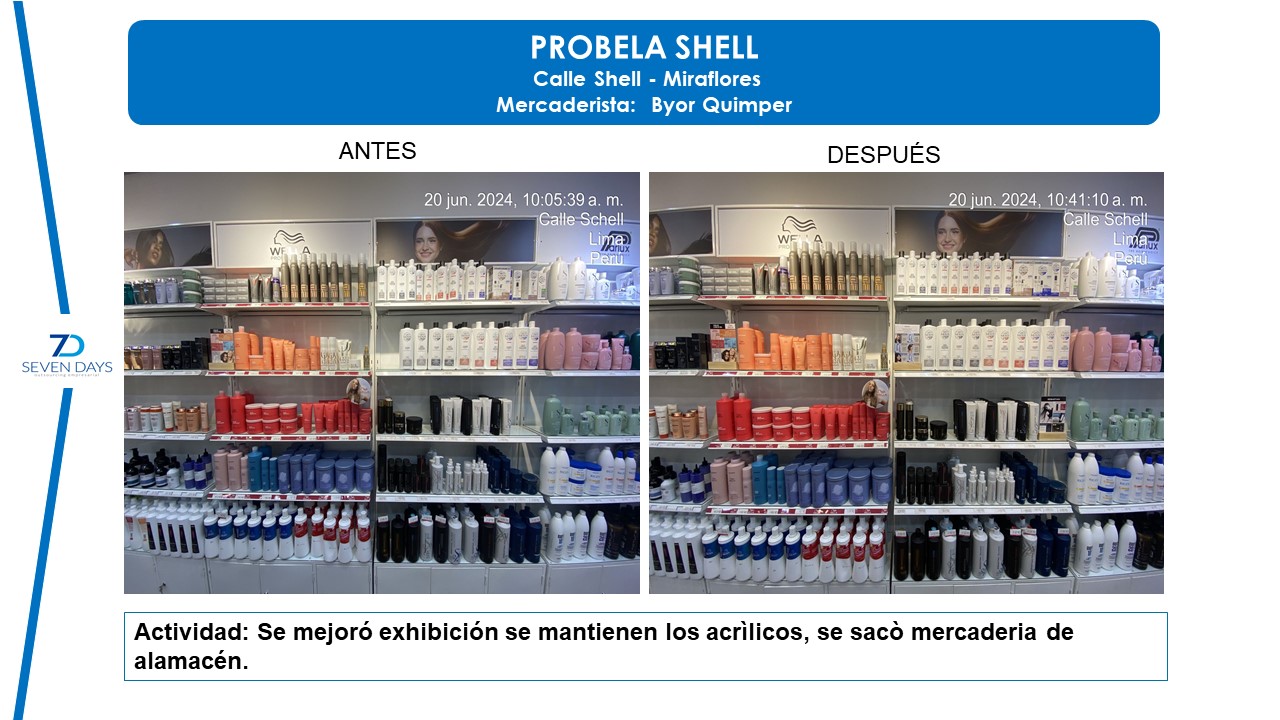 PROBELA SHELL
Calle Shell - Miraflores
Mercaderista: Byor Quimper
ANTES
DESPUÉS
20 jun. 2024, 10:05:39 a. m.
Calle Schell
Lima
Perú
20 jun. 2024, 10:41:10 a. m.
Calle Schell
Lima
Perú
7D
SEVEN DAYS
Actividad: Se mejoró exhibición se mantienen los acrìlicos, se sacò mercaderia de
alamacén.